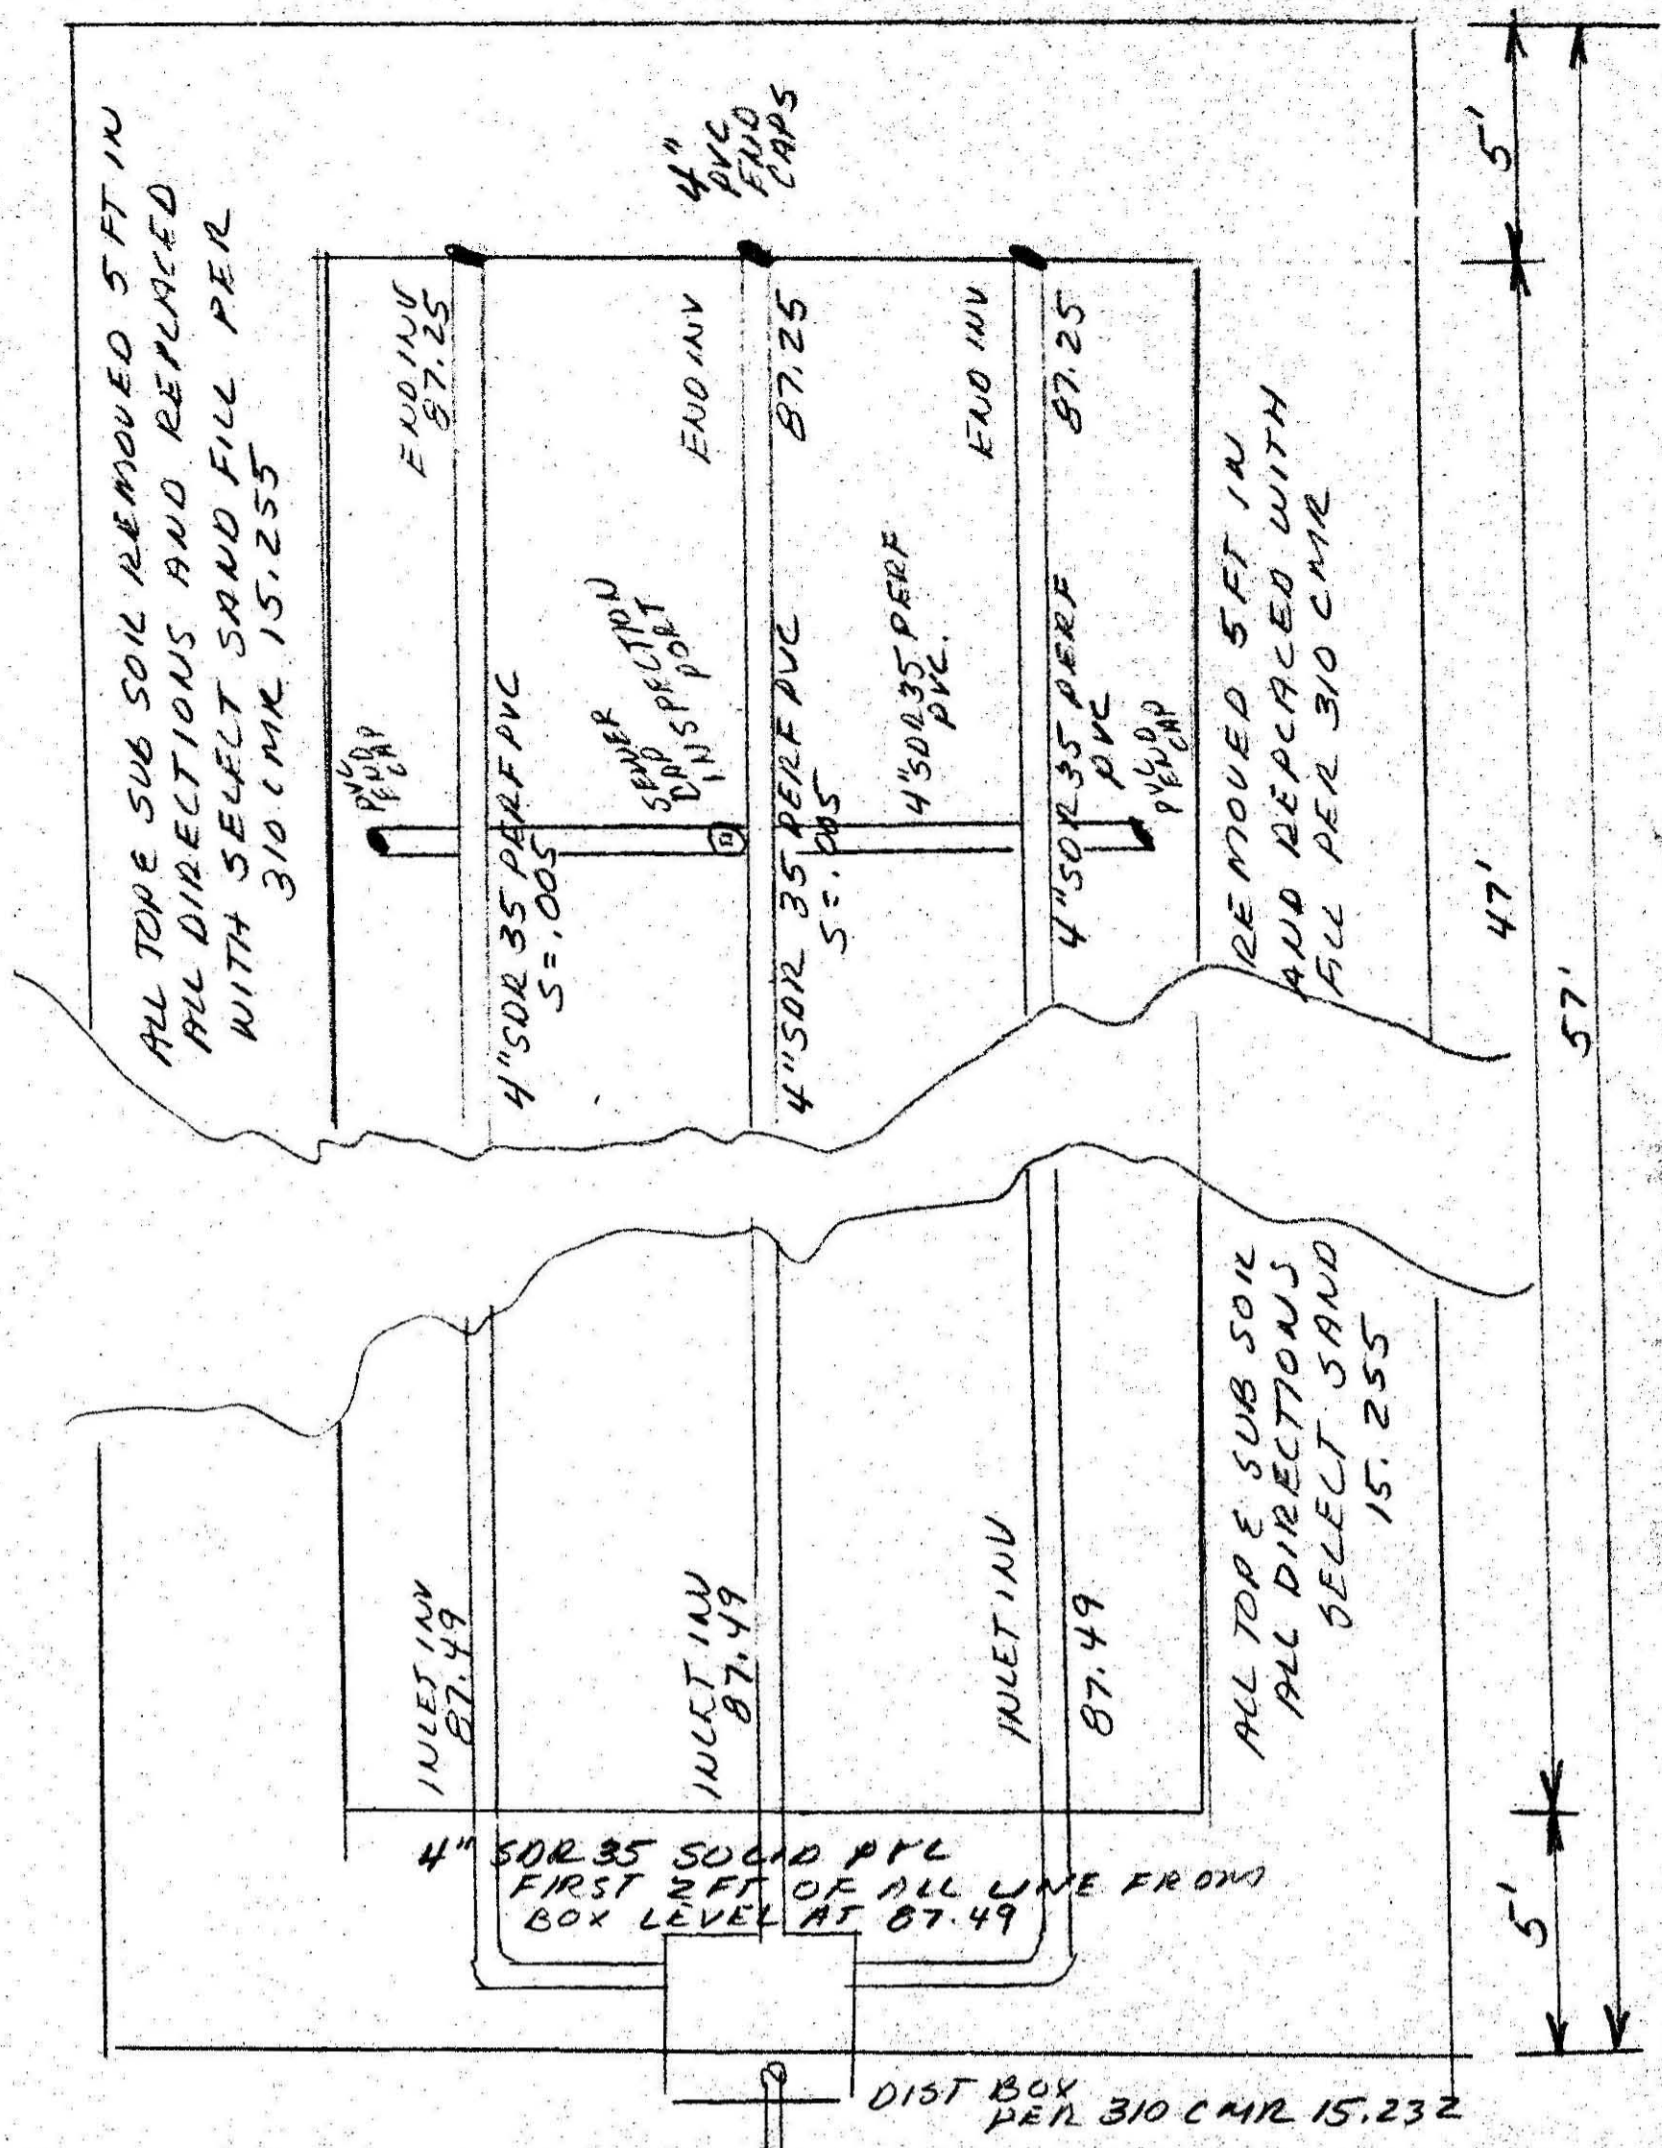 ALL TOP & SUB SOIL REMOVED 5 FT IN
ALL DIRECTIONS AND REPLACED
WITH SELECT SAND FILL PER
310 CMR 15.255
4"
PVC
END
CAPS
END INV
87.25
END INV
87.25
END INV
87.25
PVC
END
CAP
4" SDR 35 PERF PVC
S=.005
INSPECTION
PORT
4" SDR 35 PERF PVC
S=.005
4" SDR 35 PERF
PVC.
4" SDR 35 PERF
PVC
PVC
END
CAP
REMOVED 5 FT IN
AND REPLACED WITH
FILL PER 310 CMR
ALL TOP & SUB SOIL
ALL DIRECTIONS
SELECT SAND
15.255
INLET INV
87.49
INLET INV
87.49
INLET INV
87.49
4" SDR 35 SOLID PVC
FIRST 2 FT OF ALL LINE FROM
BOX LEVEL AT 87.49
DIST BOX
PER 310 CMR 15.232
5'
47'
57'
5'